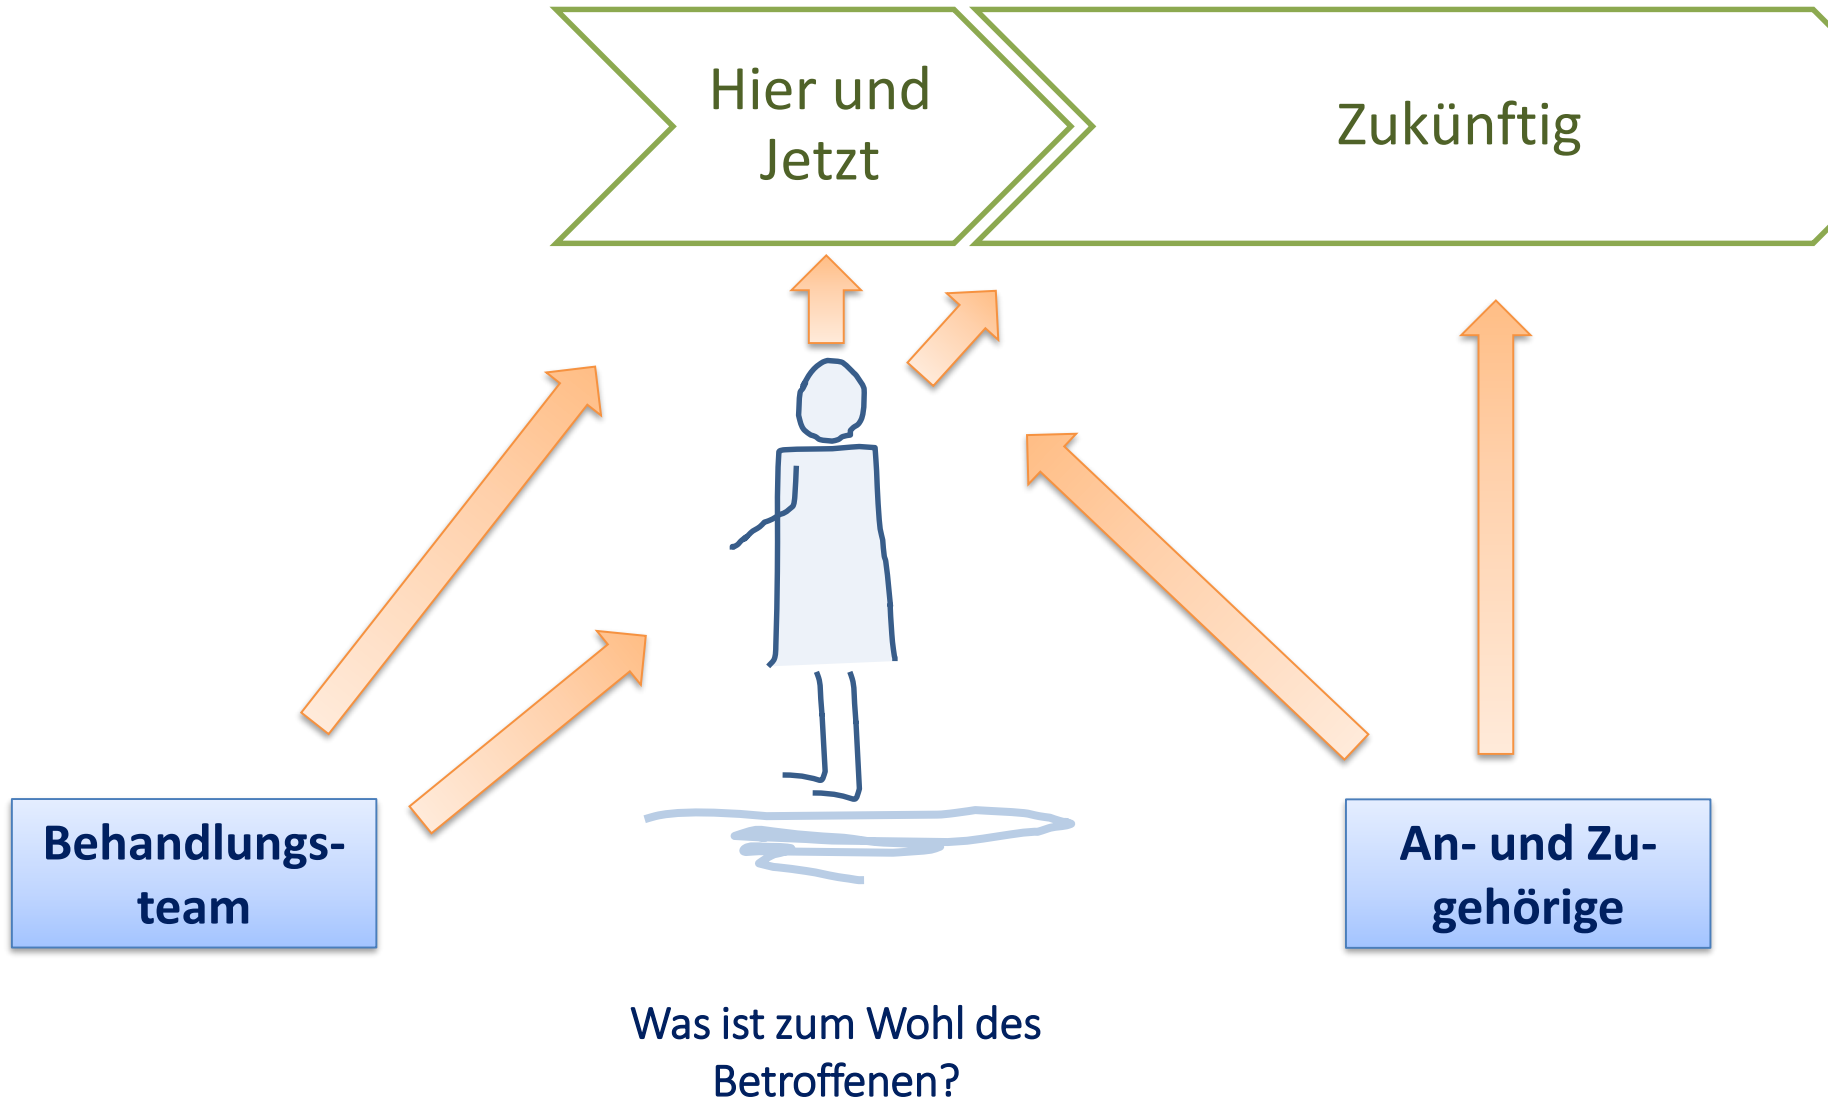 Hier und
Jetzt
Zukünftig
Behandlungs-
team
An- und Zu-
gehörige
Was ist zum Wohl des
Betroffenen?